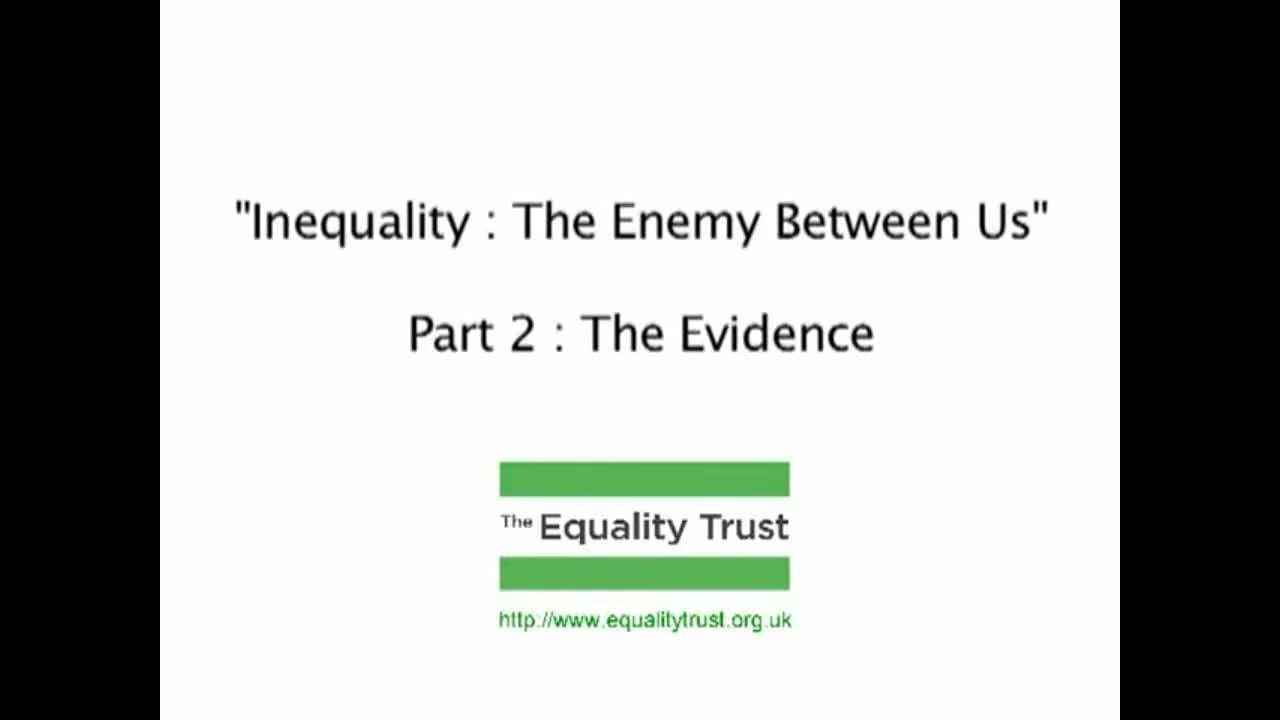 "Inequality : The Enemy Between Us"
Part 2 : The Evidence
The Equality Trust
http://www.equalitytrust.org.uk